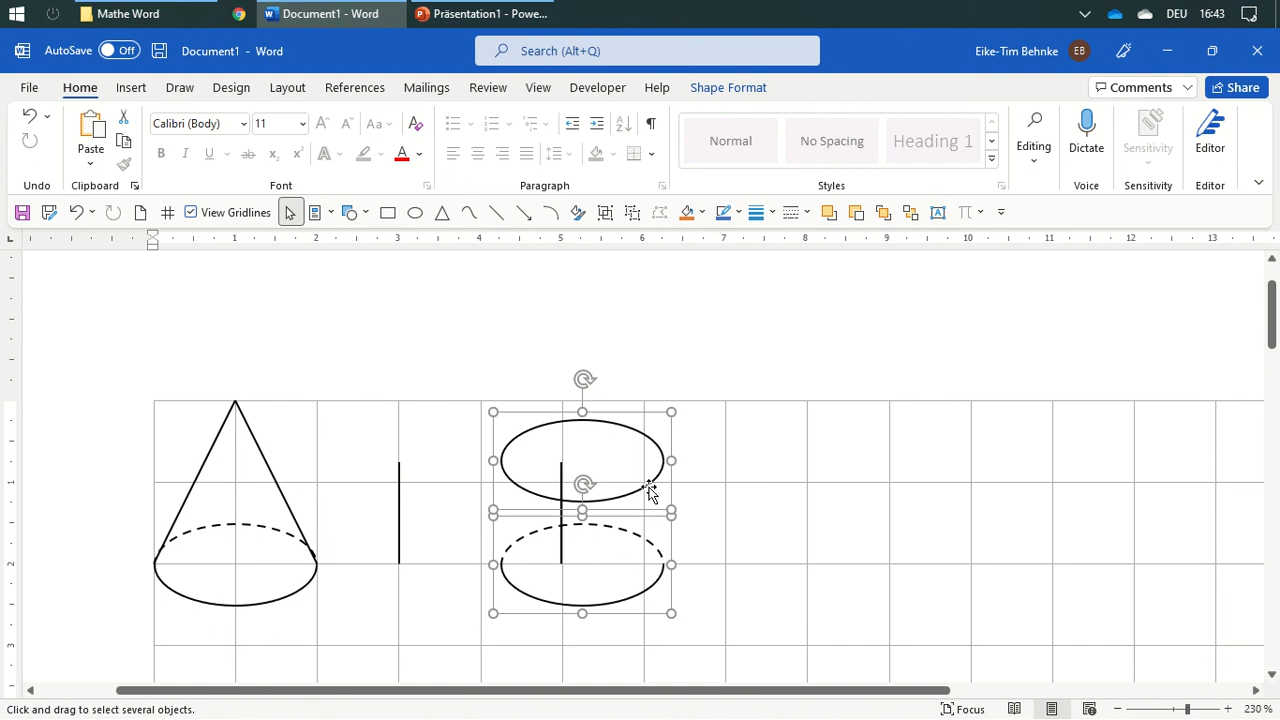 Mathe Word
Document1 - Word
Präsentation1 - Powe...
DEU
16:43
AutoSave
Off
Document1 - Word
Search (Alt+Q)
Eike-Tim Behnke
EB
File
Home
Insert
Draw
Design
Layout
References
Mailings
Review
View
Developer
Help
Shape Format
Comments
Share
Paste
Calibri (Body)
11
Aa
Normal
No Spacing
Heading 1
Editing
Dictate
Sensitivity
Editor
Undo
Clipboard
Font
Paragraph
Styles
Voice
Sensitivity
Editor
View Gridlines
1 2 3 4 5 6 7 8 9 10 11 12 13
1
2
3
Click and drag to select several objects.
Focus
230 %